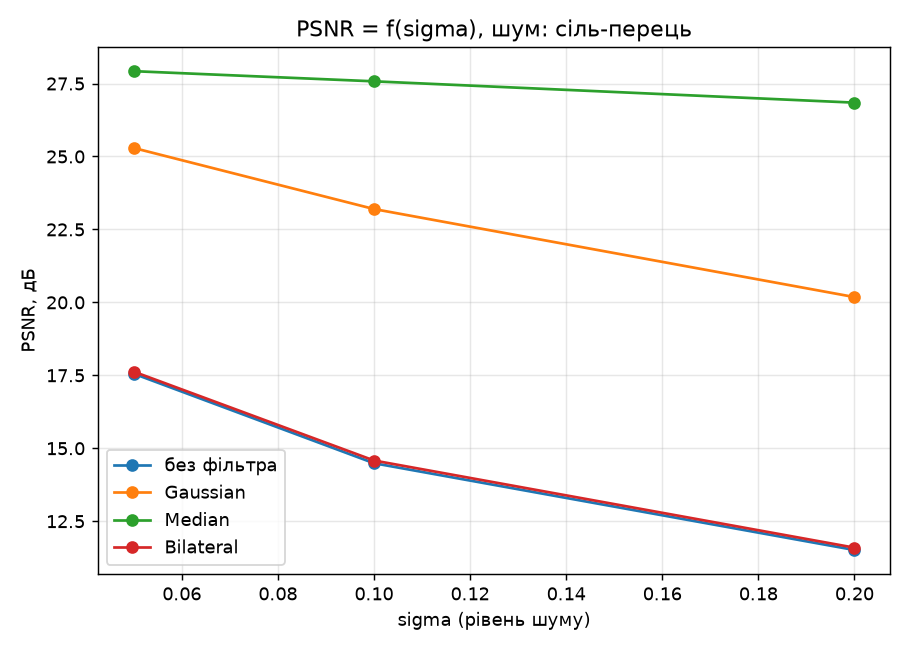 PSNR = f(sigma), шум: сіль-перець
PSNR, дБ
27.5
25.0
22.5
20.0
17.5
15.0
12.5
без фільтра
Gaussian
Median
Bilateral
0.06 0.08 0.10 0.12 0.14 0.16 0.18 0.20
sigma (рівень шуму)